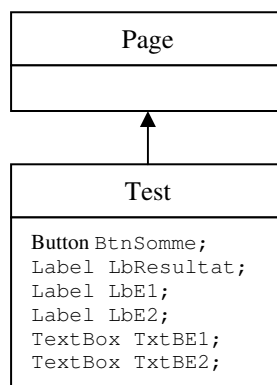 Page
Test
Button BtnSomme;
Label LbResultat;
Label LbE1;
Label LbE2;
TextBox TxtBE1;
TextBox TxtBE2;